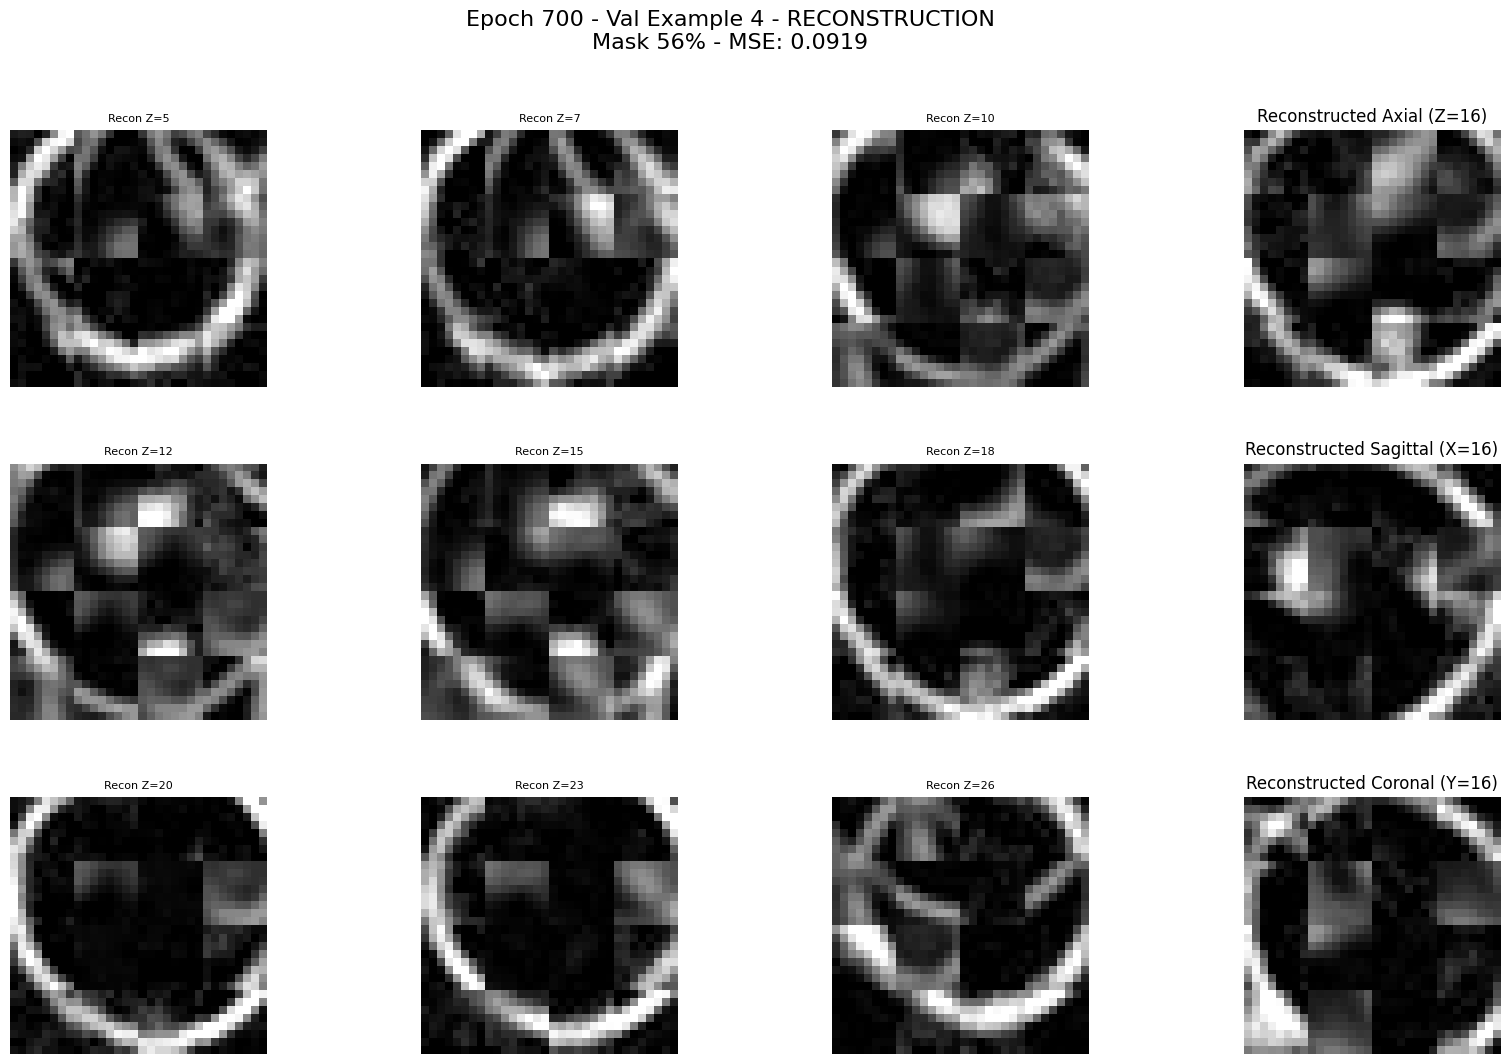 Epoch 700 - Val Example 4 - RECONSTRUCTION
Mask 56% - MSE: 0.0919
Recon Z=5
Recon Z=7
Recon Z=10
Reconstructed Axial (Z=16)
Recon Z=12
Recon Z=15
Recon Z=18
Reconstructed Sagittal (X=16)
Recon Z=20
Recon Z=23
Recon Z=26
Reconstructed Coronal (Y=16)